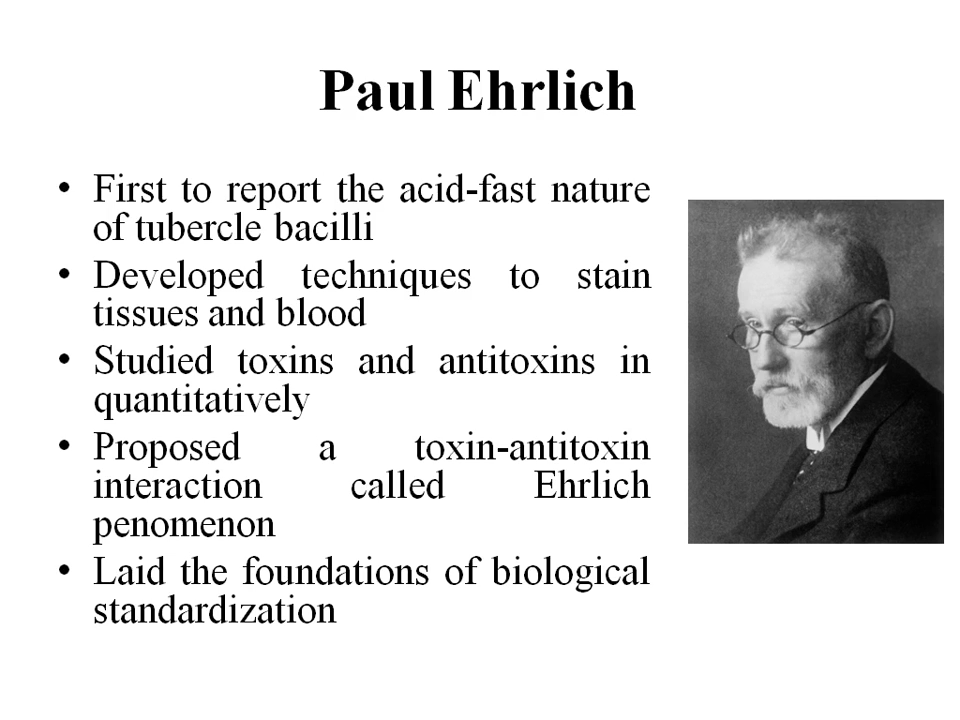 Paul Ehrlich
• First to report the acid-fast nature
of tubercle bacilli
• Developed techniques to stain
tissues and blood
• Studied toxins and antitoxins in
quantitatively
• Proposed a toxin-antitoxin
interaction called Ehrlich
penomenon
• Laid the foundations of biological
standardization